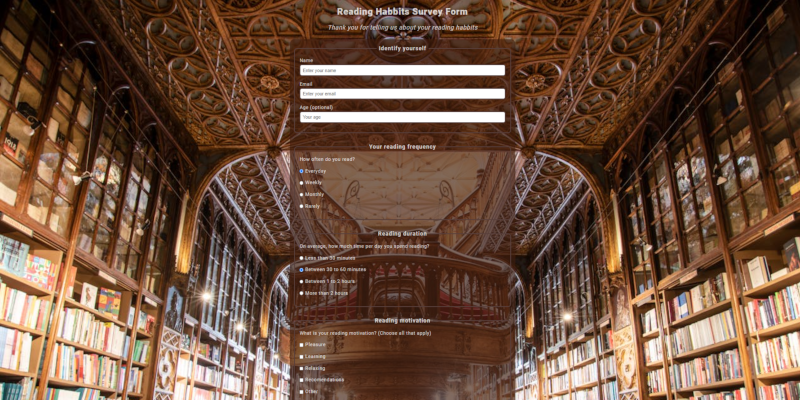 Reading Habbits Survey Form
Thank you for telling us about your reading habbits
Identify yourself
Name
Enter your name
Email
Enter your email
Age (optional)
Your age
Your reading frequency
How often do you read?
Everyday
Weekly
Monthly
Rarely
Reading duration
On average, how much time per day you spend reading?
Less than 30 minutes
Between 30 to 60 minutes
Between 1 to 3 hours
More than 3 hours
Reading motivation
What is your reading motivation? (Choose all that apply)
Pleasure
Learning
Relaxing
Recomendations
Other